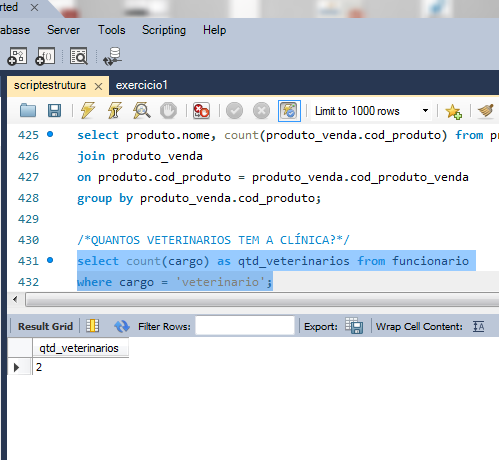 rted
abase Server Tools Scripting Help
scriptestrutura exercicio1
Limit to 1000 rows
425 select produto.nome, count(produto_venda.cod_produto) from pr
426 join produto_venda
427 on produto.cod_produto = produto_venda.cod_produto_venda
428 group by produto_venda.cod_produto;
429
430 /*QUANTOS VETERINARIOS TEM A CLÍNICA?*/
431 select count(cargo) as qtd_veterinarios from funcionario
432 where cargo = 'veterinario';
Result Grid Filter Rows: Export: Wrap Cell Content:
qtd_veterinarios
2